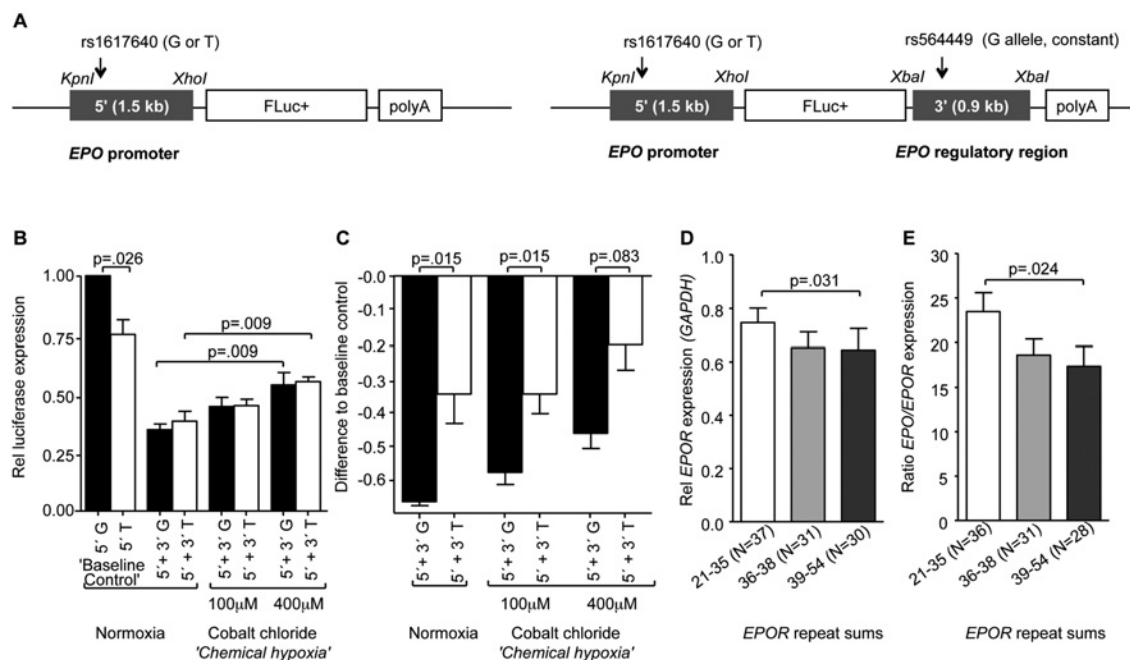 A
rs1617640 (G or T)
KpnI
XhoI
5' (1.5 kb)
FLuc+
polyA
EPO promoter
rs1617640 (G or T)
rs564449 (G allele, constant)
KpnI
XhoI
XbaI
XbaI
5' (1.5 kb)
FLuc+
3' (0.9 kb)
polyA
EPO promoter
EPO regulatory region
B
Rel luciferase expression
1.00
0.75
0.50
0.25
0.00
p=.026
p=.009
p=.009
5´ G
5´ T
5´+ 3´ G
5´ + 3´ T
5´+ 3´ G
5´ + 3´ T
5´+ 3´ G
5´ + 3´ T
'Baseline
Control'
100µM
400µM
Normoxia
Cobalt chloride
'Chemical hypoxia'
C
Difference to baseline control
-0.0
-0.1
-0.2
-0.3
-0.4
-0.5
-0.6
p=.015
p=.015
p=.083
5´+ 3´ G
5´ + 3´ T
5´+ 3´ G
5´ + 3´ T
5´+ 3´ G
5´ + 3´ T
100µM
400µM
Normoxia
Cobalt chloride
'Chemical hypoxia'
D
Rel EPOR expression (GAPDH)
1.0
0.8
0.6
0.4
0.2
0.0
p=.031
21-35 (N=37)
36-38 (N=31)
39-54 (N=30)
EPOR repeat sums
E
Ratio EPO/EPOR expression
30
25
20
15
10
5
0
p=.024
21-35 (N=36)
36-38 (N=31)
39-54 (N=28)
EPOR repeat sums